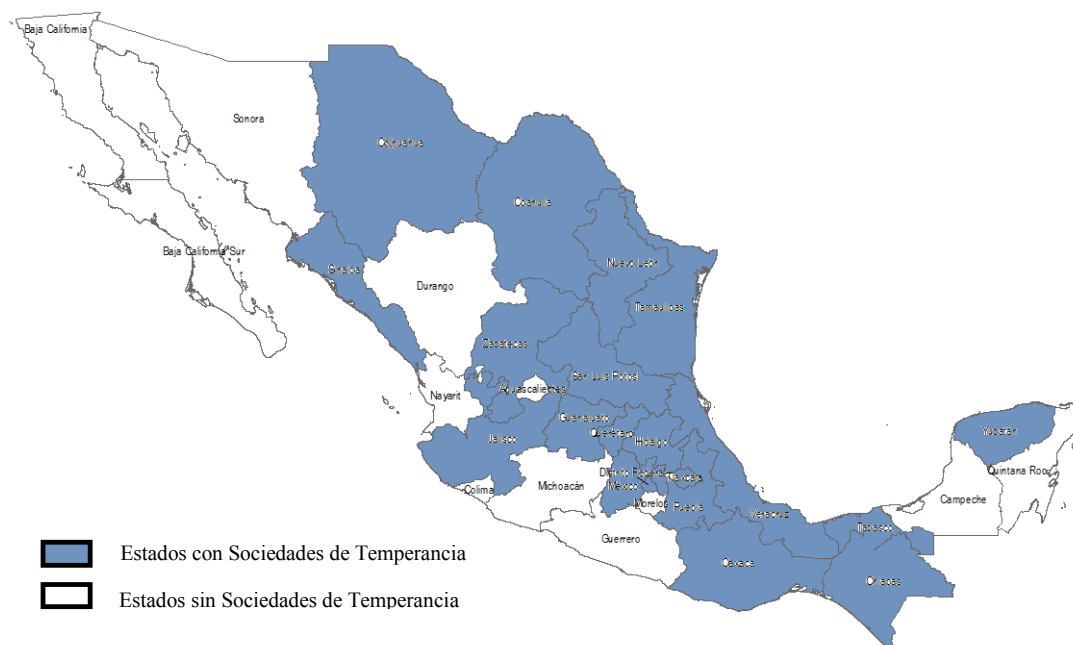 Baja California
Sonora
Chihuahua
Coahuila
Baja California Sur
Sinaloa
Nuevo León
Durango
Tamaulipas
Zacatecas
San Luis Potosí
Aguascalientes
Nayarit
Guanajuato
Querétaro
Jalisco
Hidalgo
Yucatán
Distrito Federal
Tlaxcala
Quintana Roo
Colima
Michoacán
México
Campeche
Morelos
Puebla
Veracruz
Tabasco
Guerrero
Oaxaca
Chiapas
Estados con Sociedades de Temperancia
Estados sin Sociedades de Temperancia